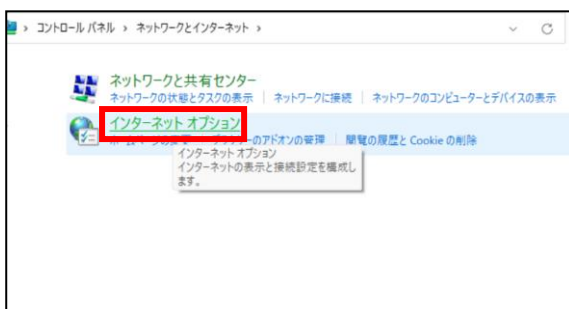 › コントロール パネル › ネットワークとインターネット ›
ネットワークと共有センター
ネットワークの状態とタスクの表示 | ネットワークに接続 | ネットワークのコンピューターとデバイスの表示
インターネット オプション
のアドオンの管理 | 閲覧の履歴と Cookie の削除
インターネット オプション
インターネットの表示と接続設定を構成し
ます。